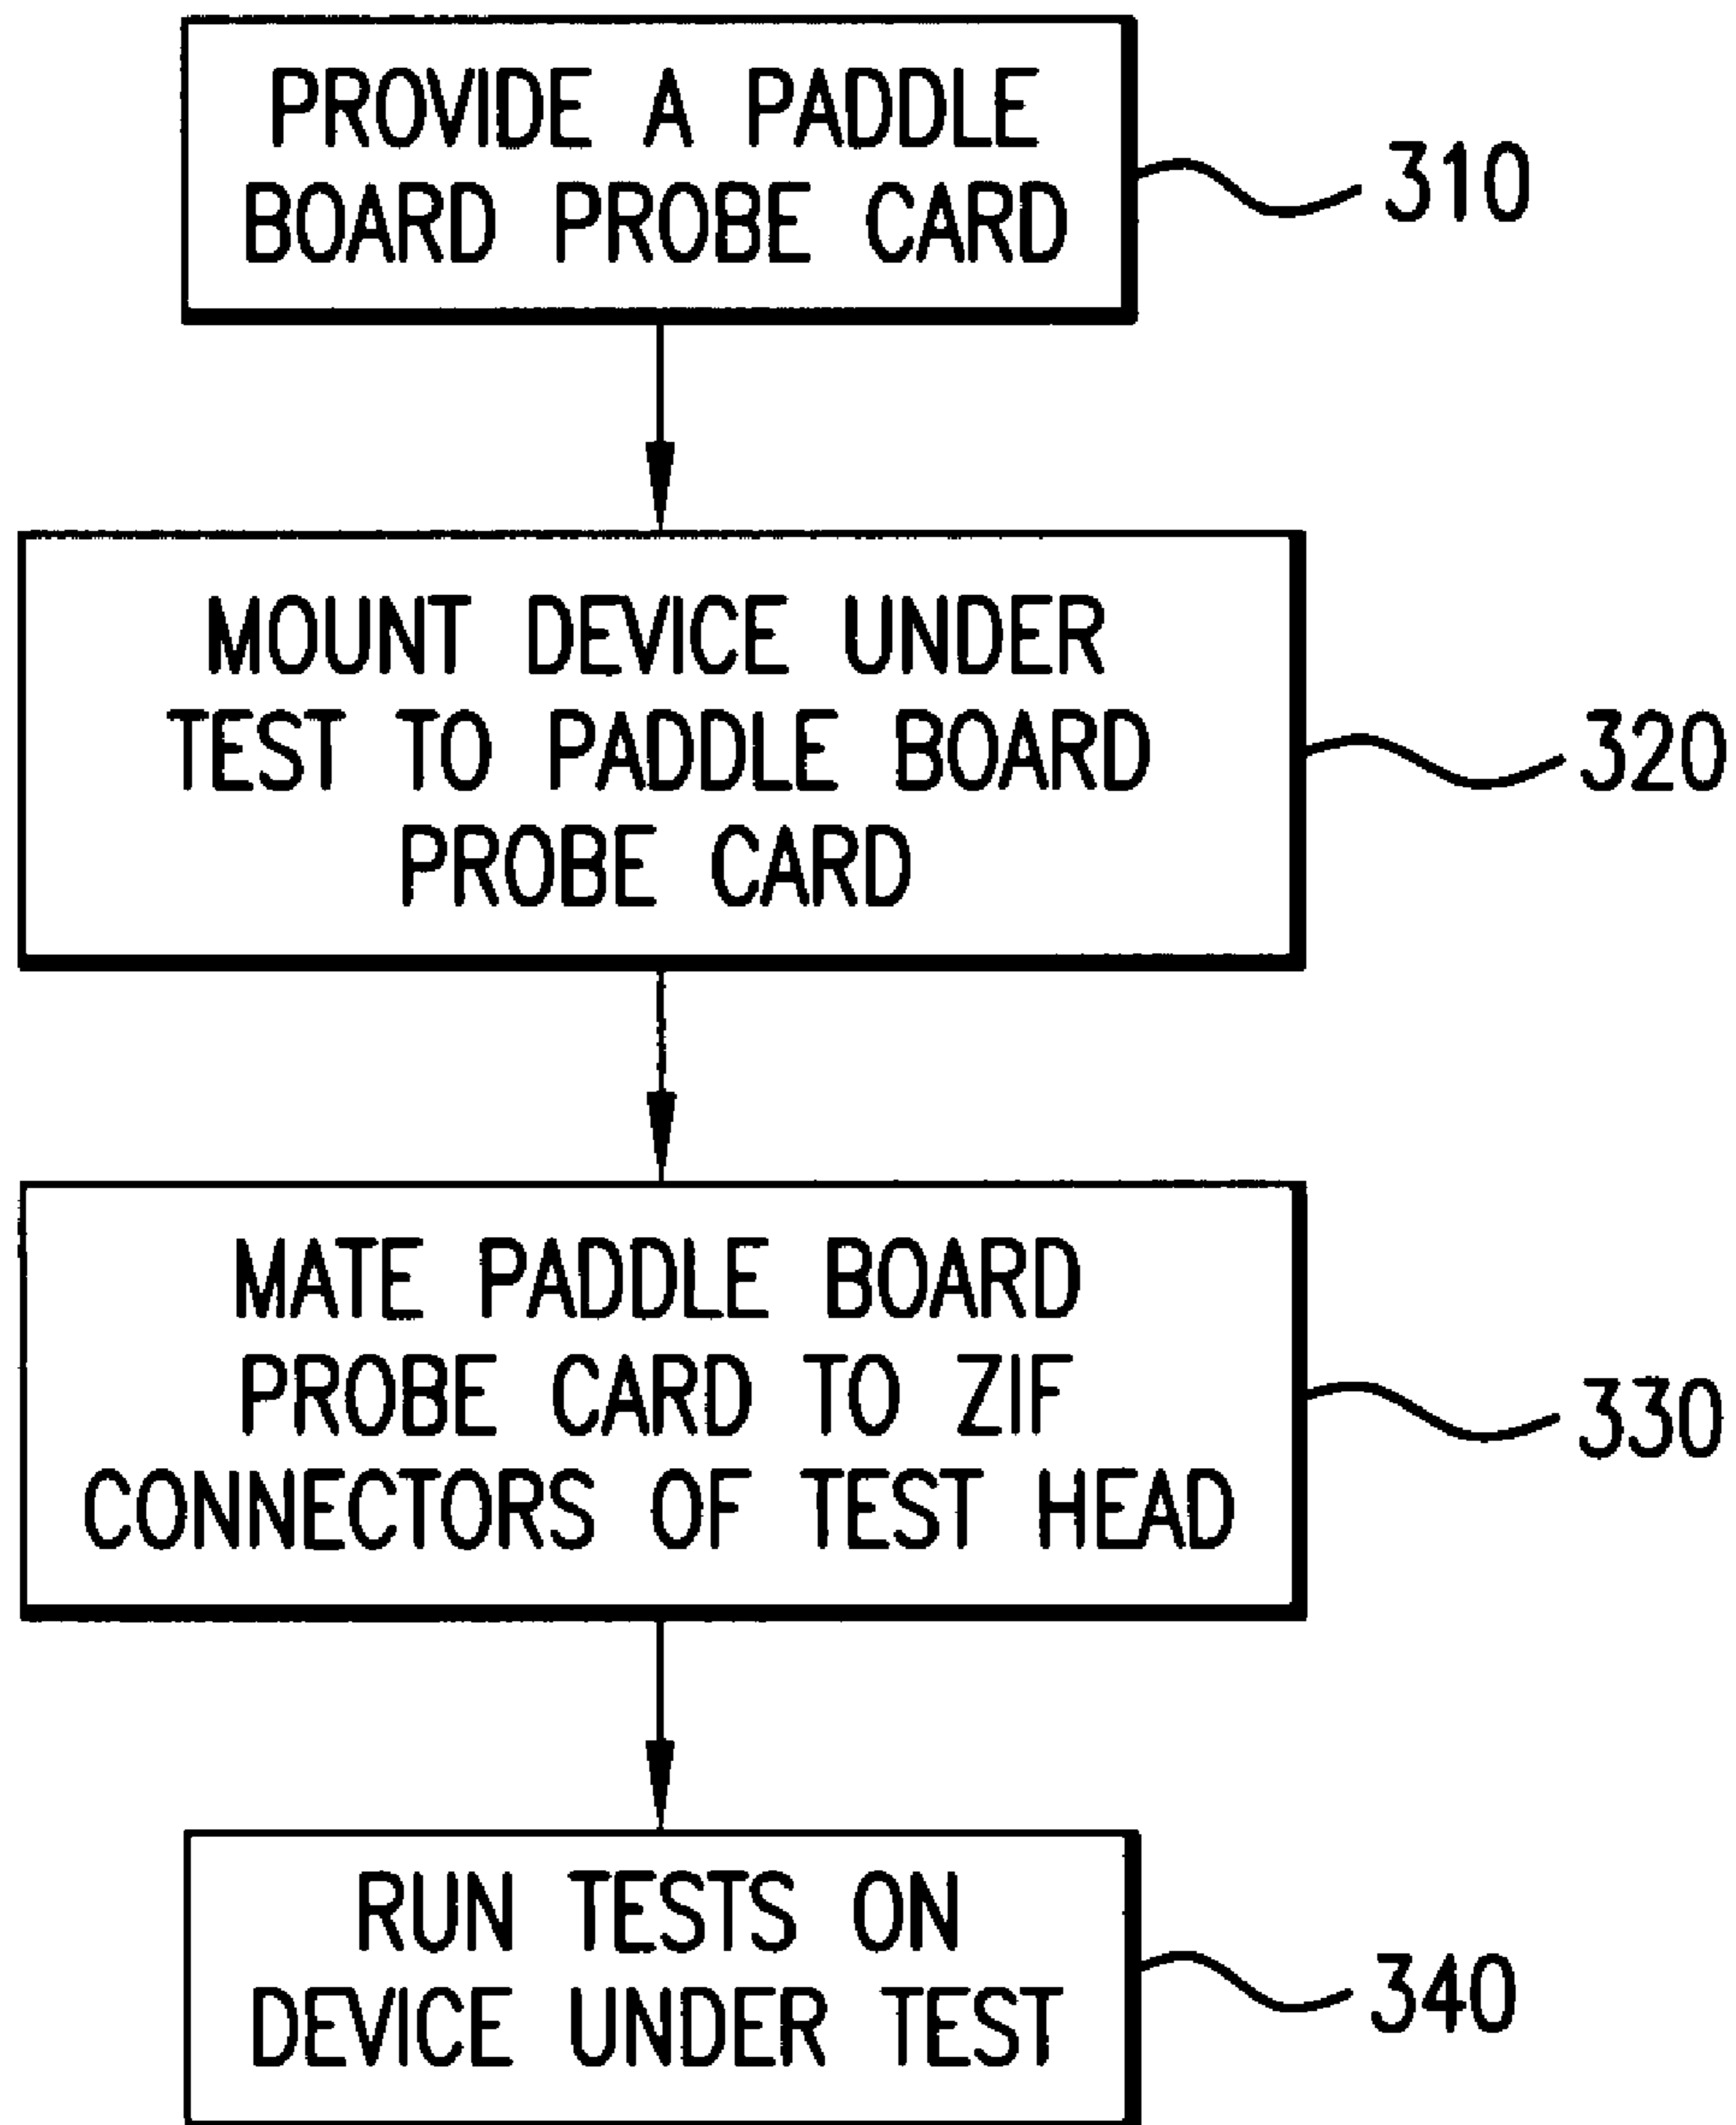 PROVIDE A PADDLE
BOARD PROBE CARD
310
MOUNT DEVICE UNDER
TEST TO PADDLE BOARD
PROBE CARD
320
MATE PADDLE BOARD
PROBE CARD TO ZIF
CONNECTORS OF TEST HEAD
330
RUN TESTS ON
DEVICE UNDER TEST
340